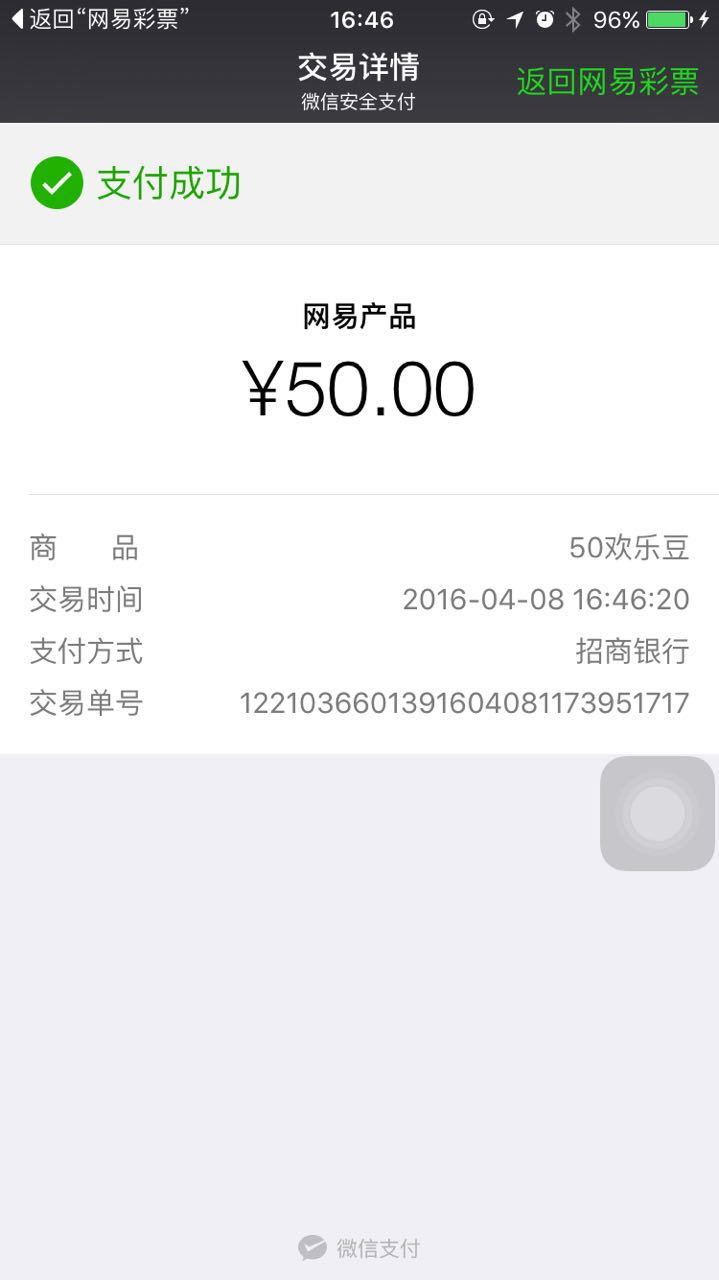 返回“网易彩票” 16:46 96%
交易详情
微信安全支付
返回网易彩票
支付成功
网易产品
¥50.00
商 品 50欢乐豆
交易时间 2016-04-08 16:46:20
支付方式 招商银行
交易单号 1221036601391604081173951717
微信支付